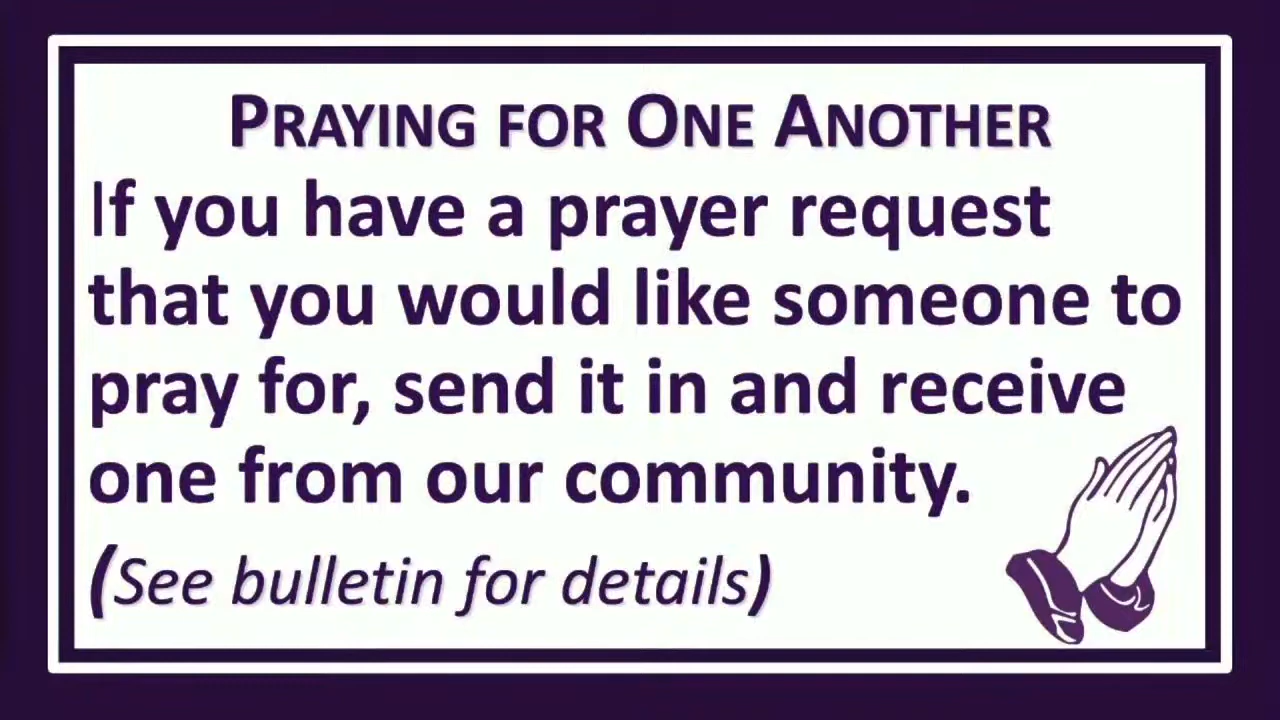 PRAYING FOR ONE ANOTHER
If you have a prayer request
that you would like someone to
pray for, send it in and receive
one from our community.
(See bulletin for details)